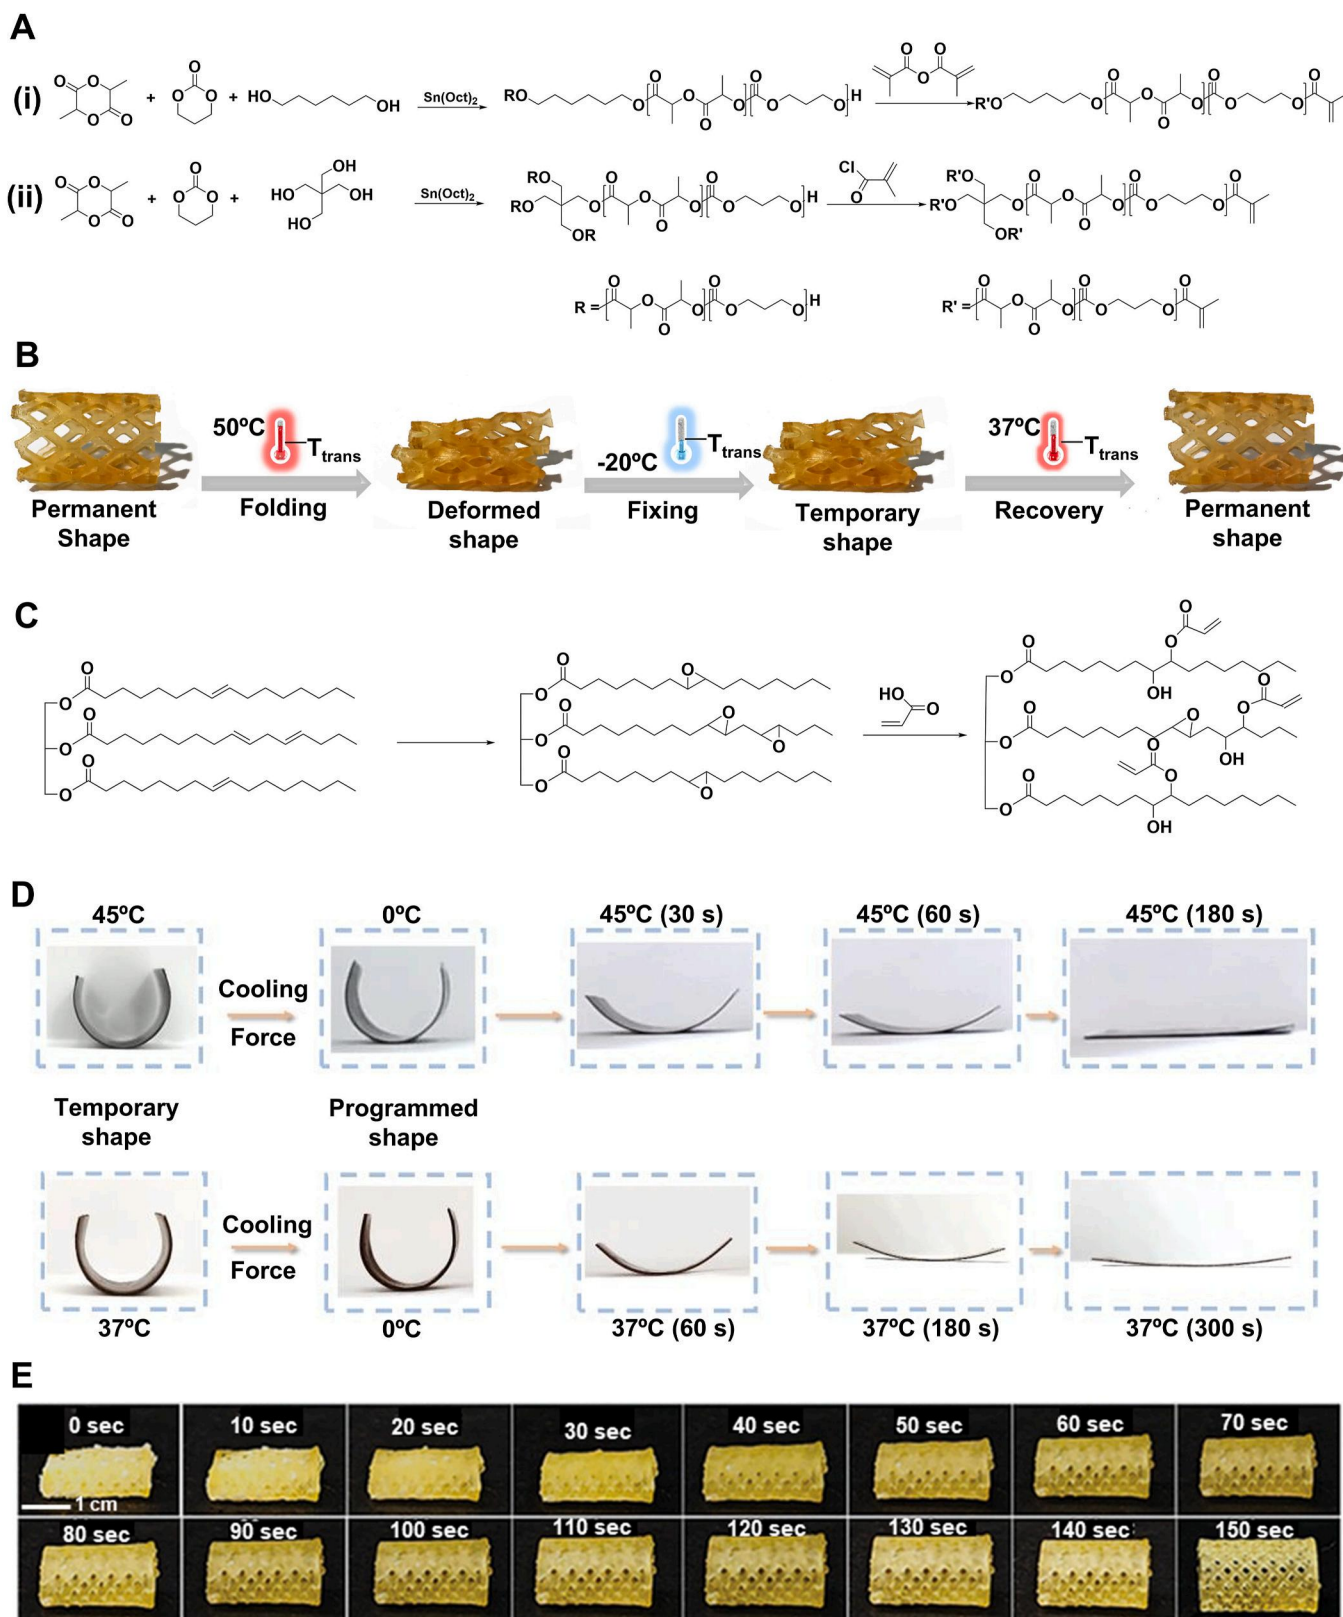 A
(i)
+
+
HO
OH
Sn(Oct)2
RO
H
R'O
(ii)
+
+
OH
HO
OH
HO
Sn(Oct)2
RO
RO
OR
H
Cl
O
R'O
R'O
OR'
R =
H
R' =
B
50ºC
Ttrans
Folding
-20ºC
Ttrans
Fixing
37ºC
Ttrans
Recovery
Permanent
Shape
Deformed
shape
Temporary
shape
Permanent
shape
C
HO
O
OH
OH
OH
D
45ºC
0ºC
45ºC (30 s)
45ºC (60 s)
45ºC (180 s)
Cooling
Force
Temporary
shape
Programmed
shape
Cooling
Force
37ºC
0ºC
37ºC (60 s)
37ºC (180 s)
37ºC (300 s)
E
0 sec
10 sec
20 sec
30 sec
40 sec
50 sec
60 sec
70 sec
1 cm
80 sec
90 sec
100 sec
110 sec
120 sec
130 sec
140 sec
150 sec